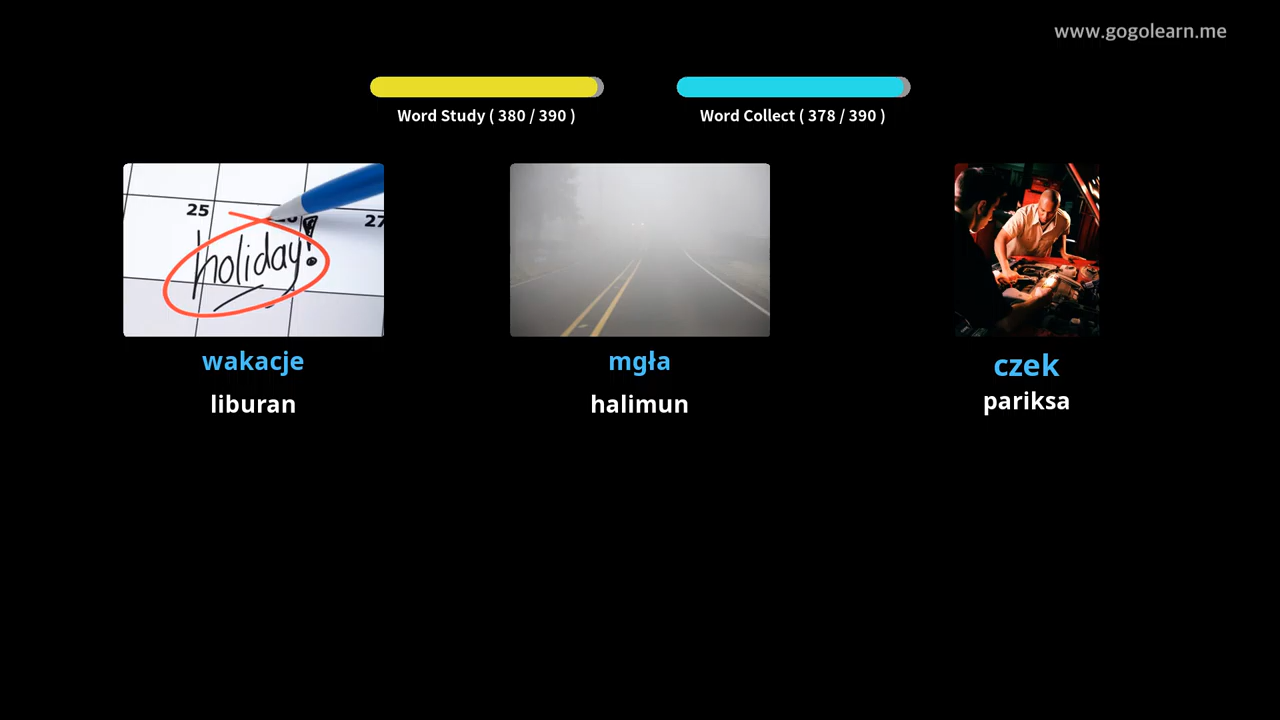 www.gogolearn.me
Word Study ( 380 / 390 )
Word Collect ( 378 / 390 )
25
27
holiday!
wakacje
mgła
czek
liburan
halimun
pariksa